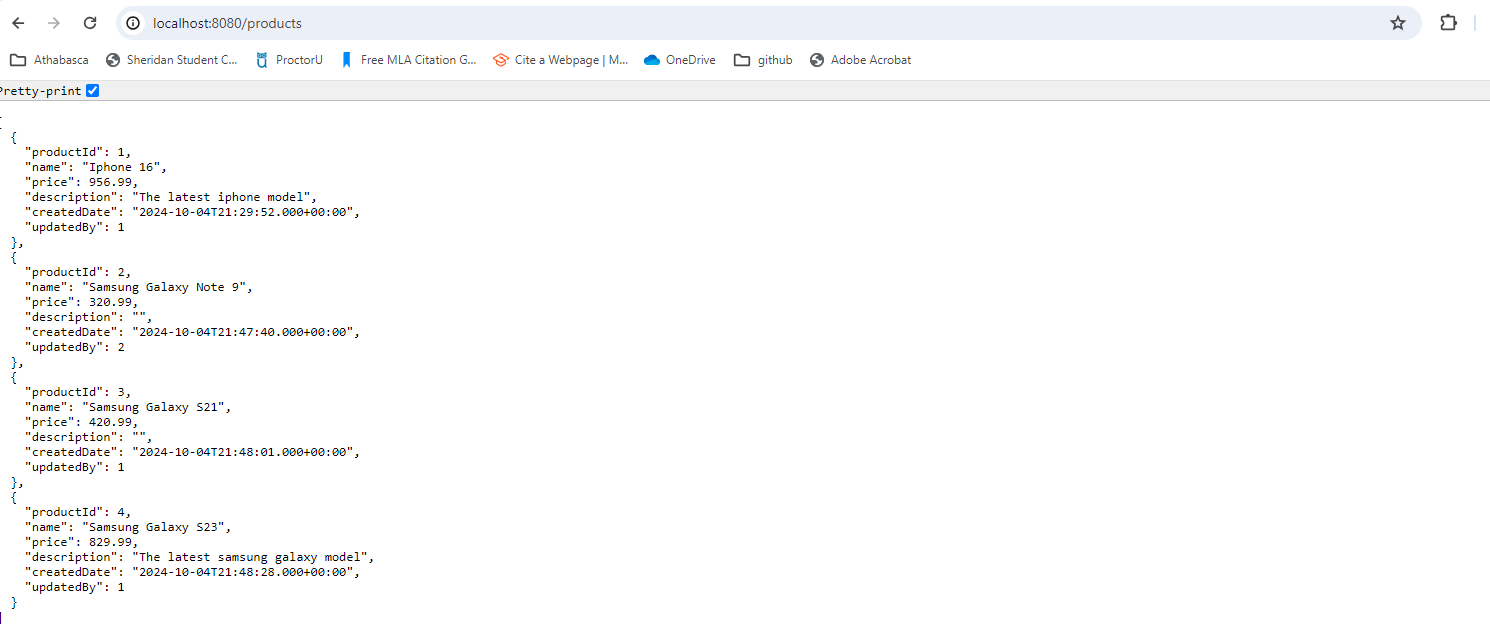 localhost:8080/products
Athabasca Sheridan Student C... ProctorU Free MLA Citation G... Cite a Webpage | M... OneDrive github Adobe Acrobat
Pretty-print
[
  {
    "productId": 1,
    "name": "Iphone 16",
    "price": 956.99,
    "description": "The latest iphone model",
    "createdDate": "2024-10-04T21:29:52.000+00:00",
    "updatedBy": 1
  },
  {
    "productId": 2,
    "name": "Samsung Galaxy Note 9",
    "price": 320.99,
    "description": "",
    "createdDate": "2024-10-04T21:47:40.000+00:00",
    "updatedBy": 2
  },
  {
    "productId": 3,
    "name": "Samsung Galaxy S21",
    "price": 420.99,
    "description": "",
    "createdDate": "2024-10-04T21:48:01.000+00:00",
    "updatedBy": 1
  },
  {
    "productId": 4,
    "name": "Samsung Galaxy S23",
    "price": 829.99,
    "description": "The latest samsung galaxy model",
    "createdDate": "2024-10-04T21:48:28.000+00:00",
    "updatedBy": 1
  }